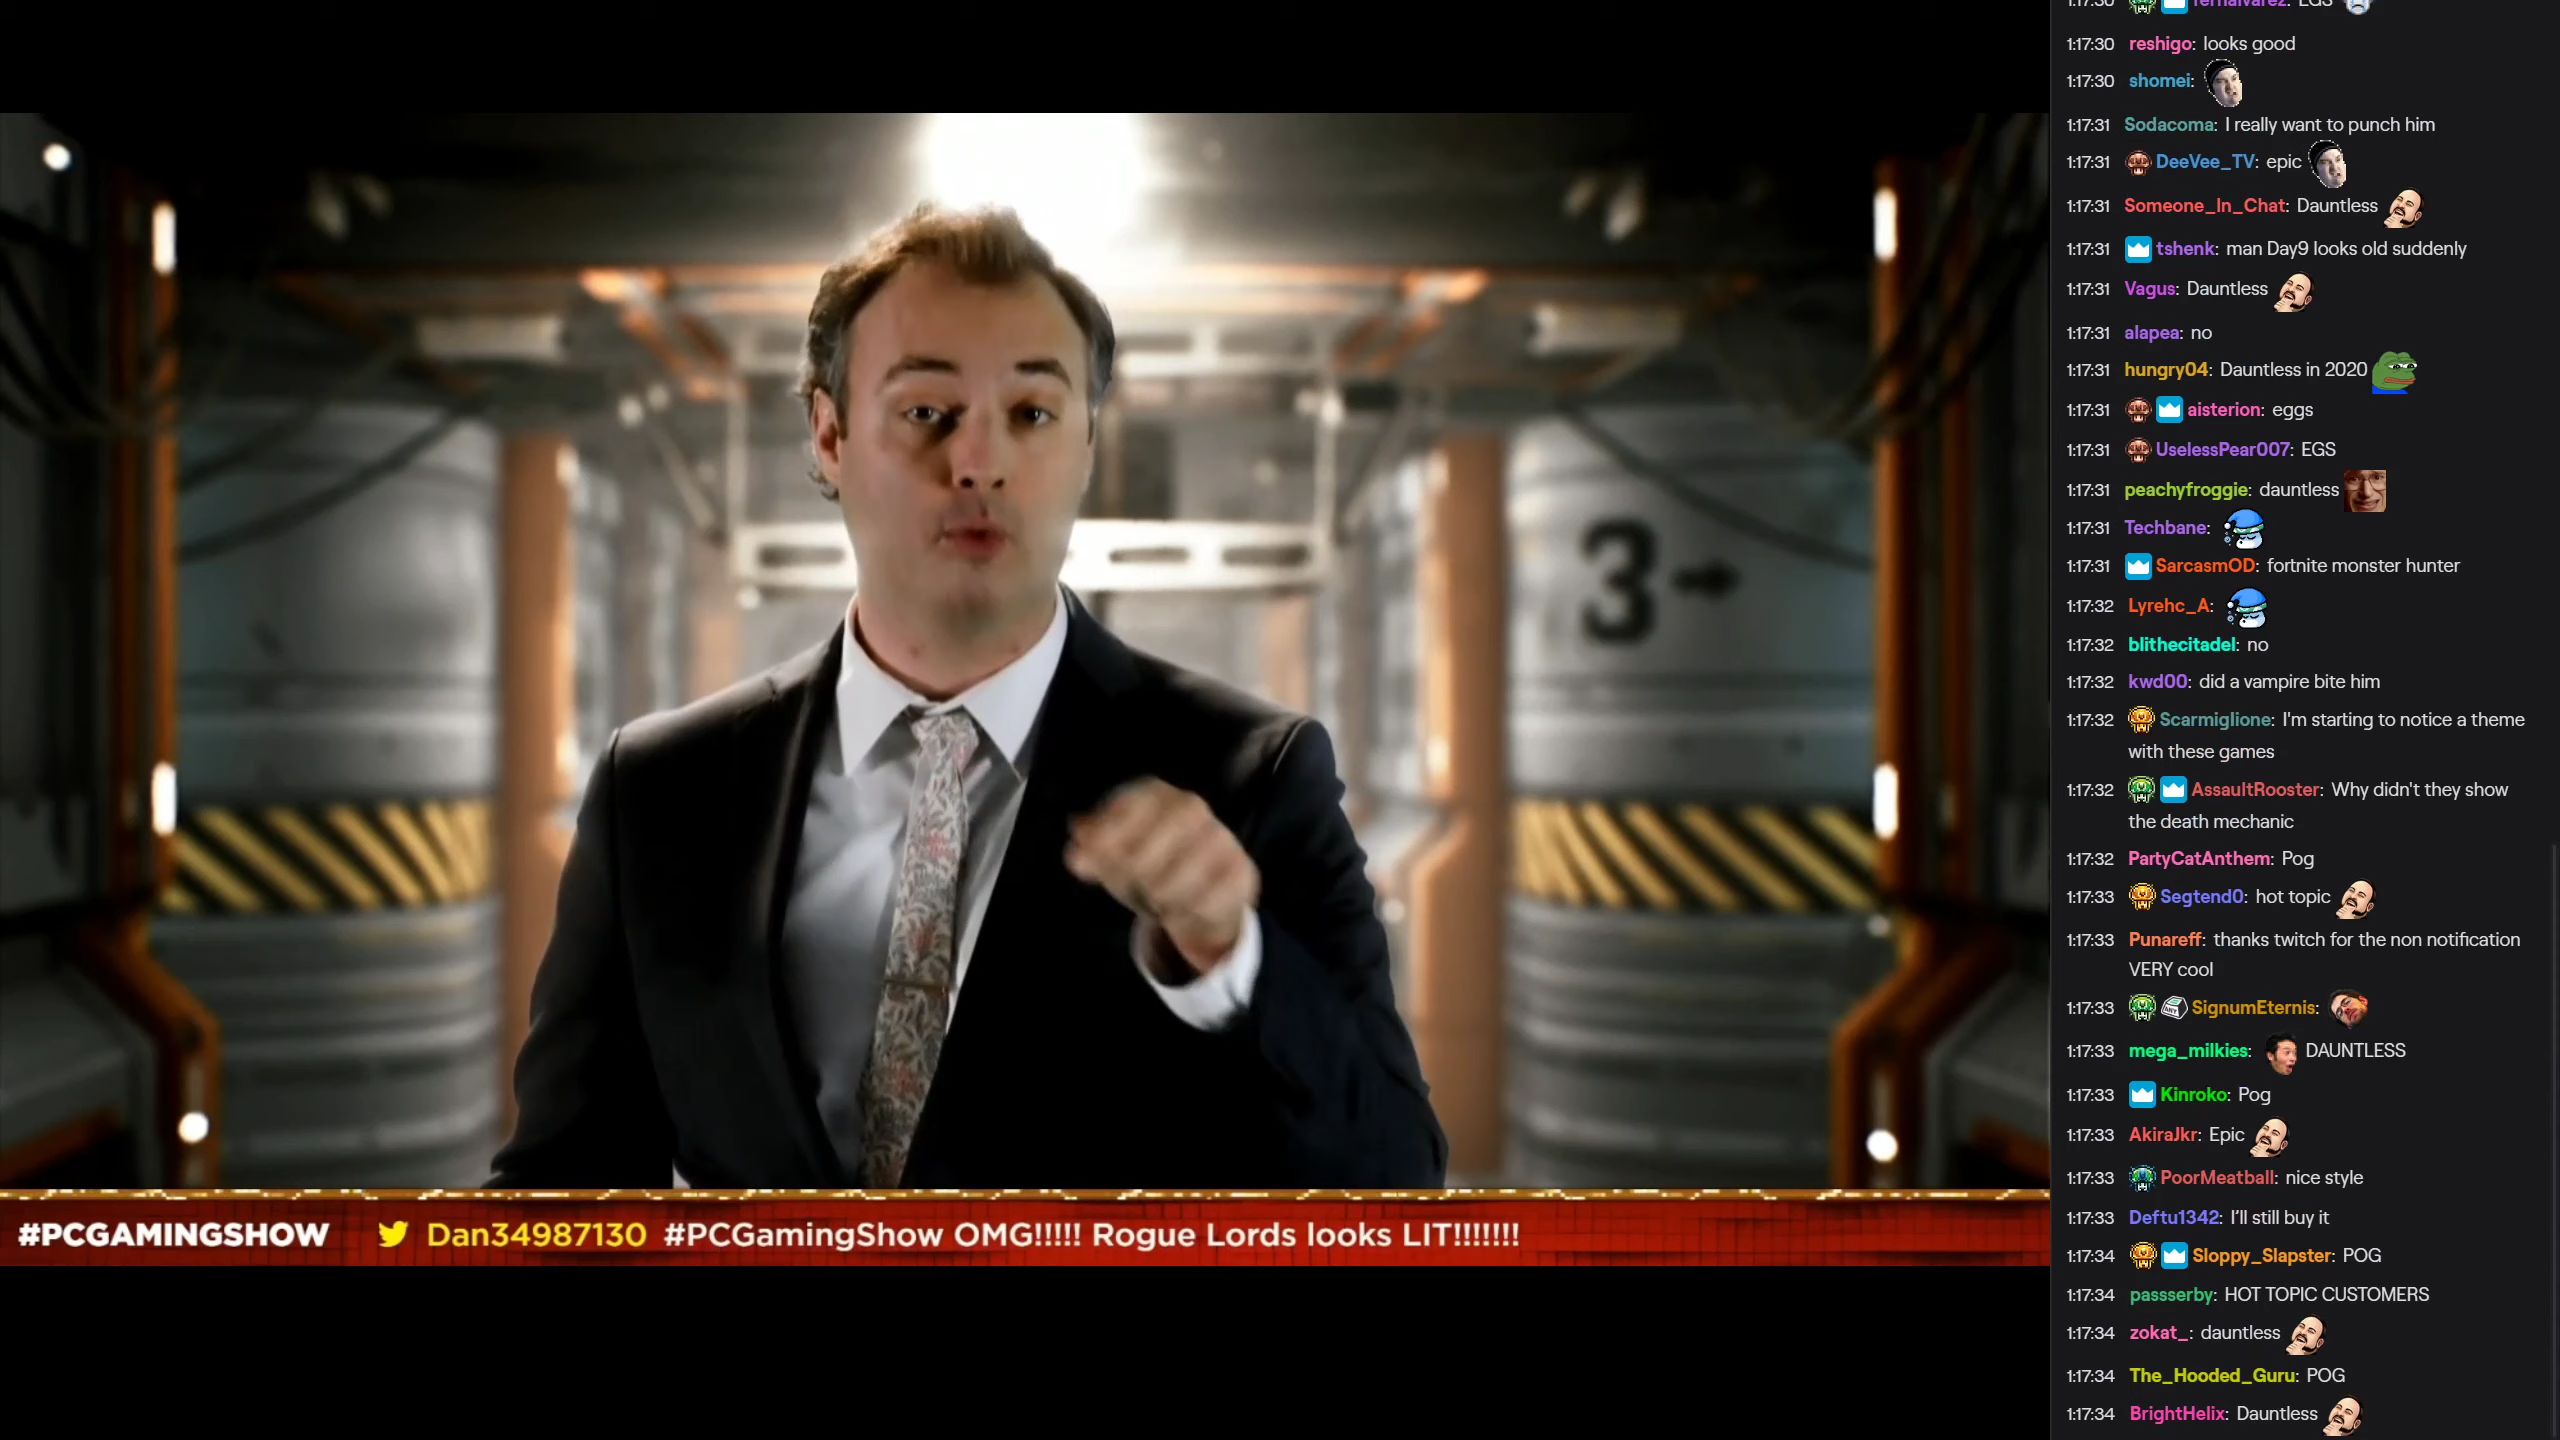 3
#PCGAMINGSHOW Dan34987130 #PCGamingShow OMG!!!!! Rogue Lords looks LIT!!!!!!!
1:17:30 reshigo: looks good
1:17:30 shomei:
1:17:31 Sodacoma: I really want to punch him
1:17:31 DeeVee_TV: epic
1:17:31 Someone_In_Chat: Dauntless
1:17:31 tshenk: man Day9 looks old suddenly
1:17:31 Vagus: Dauntless
1:17:31 alapea: no
1:17:31 hungry04: Dauntless in 2020
1:17:31 aisterion: eggs
1:17:31 UselessPear007: EGS
1:17:31 peachyfroggie: dauntless
1:17:31 Techbane:
1:17:31 SarcasmOD: fortnite monster hunter
1:17:32 Lyrehc_A:
1:17:32 blithecitadel: no
1:17:32 kwd00: did a vampire bite him
1:17:32 Scarmiglione: I'm starting to notice a theme
with these games
1:17:32 AssaultRooster: Why didn't they show
the death mechanic
1:17:32 PartyCatAnthem: Pog
1:17:33 Segtend0: hot topic
1:17:33 Punareff: thanks twitch for the non notification
VERY cool
1:17:33 SignumEternis:
1:17:33 mega_milkies: DAUNTLESS
1:17:33 Kinroko: Pog
1:17:33 AkiraJkr: Epic
1:17:33 PoorMeatball: nice style
1:17:33 Deftu1342: I'll still buy it
1:17:34 Sloppy_Slapster: POG
1:17:34 passserby: HOT TOPIC CUSTOMERS
1:17:34 zokat_: dauntless
1:17:34 The_Hooded_Guru: POG
1:17:34 BrightHelix: Dauntless